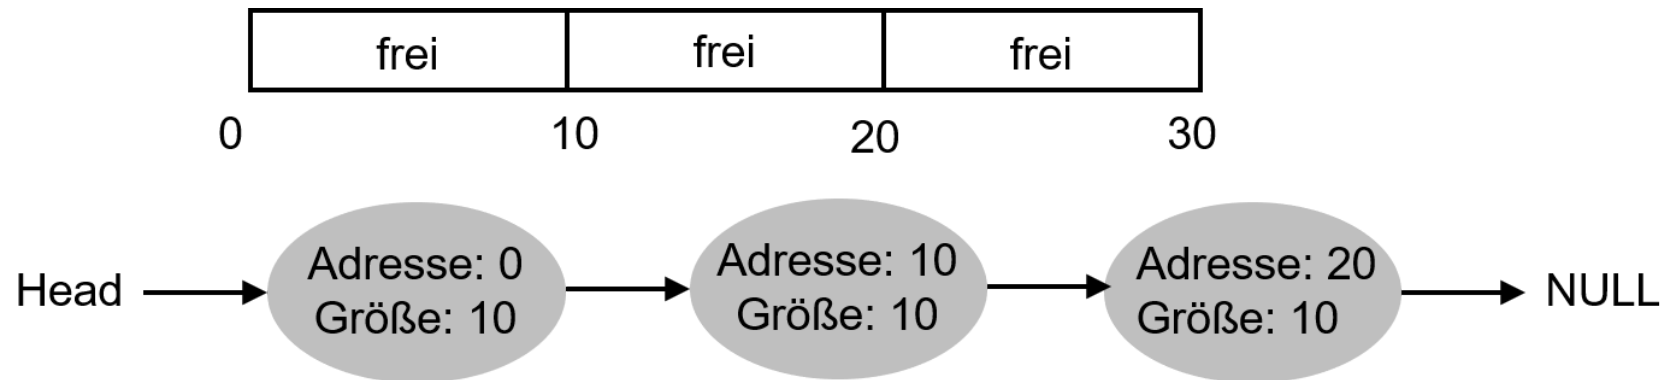 frei frei frei
0 10 20 30
Head Adresse: 0 Adresse: 10 Adresse: 20 NULL
Größe: 10 Größe: 10 Größe: 10